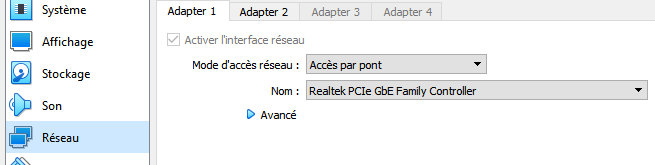 Système
Affichage
Stockage
Son
Réseau
Adapter 1 Adapter 2 Adapter 3 Adapter 4
Activer l'interface réseau
Mode d'accès réseau : Accès par pont
Nom : Realtek PCIe GbE Family Controller
Avancé